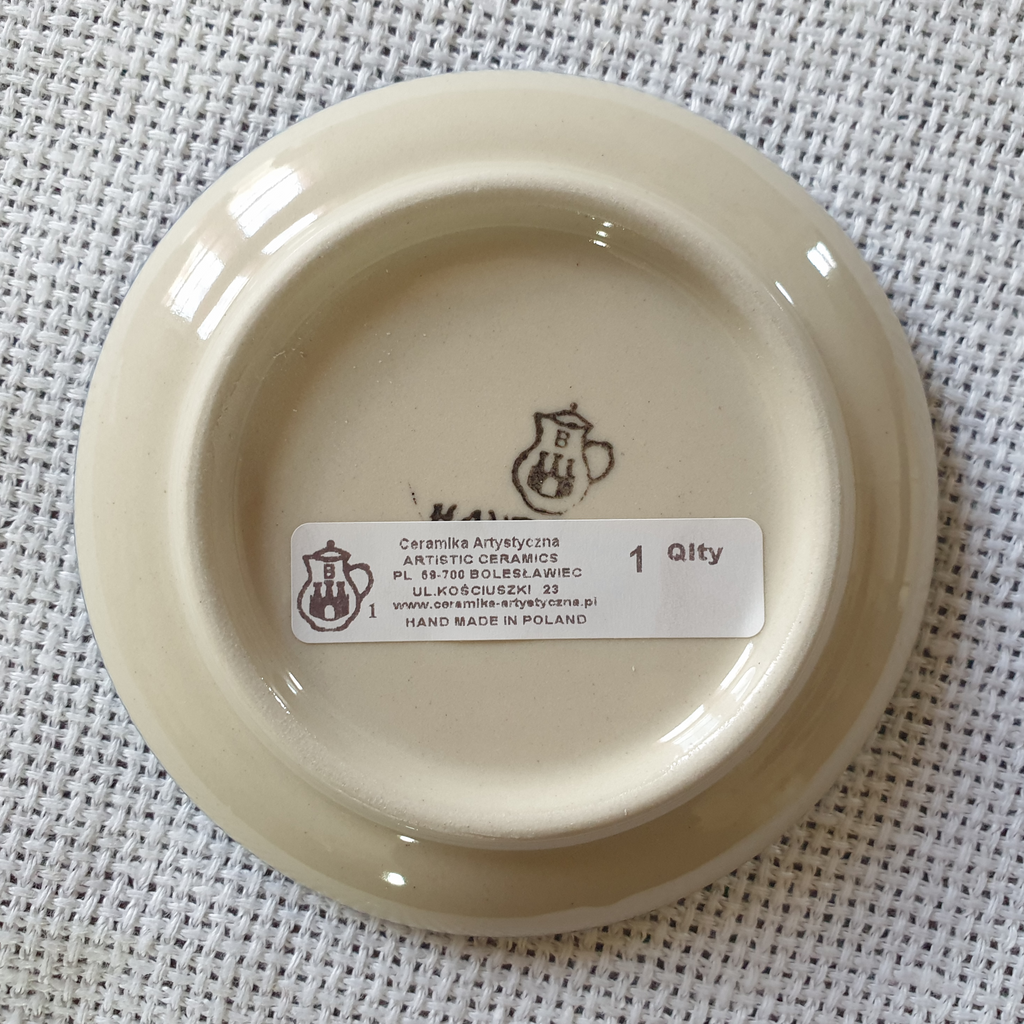 B
B
Ceramika Artystyczna
ARTISTIC CERAMICS
PL 59-700 BOLESŁAWIEC
UL.KOŚCIUSZKI 23
www.ceramika-artystyczna.pl
HAND MADE IN POLAND
1
1 Qlty